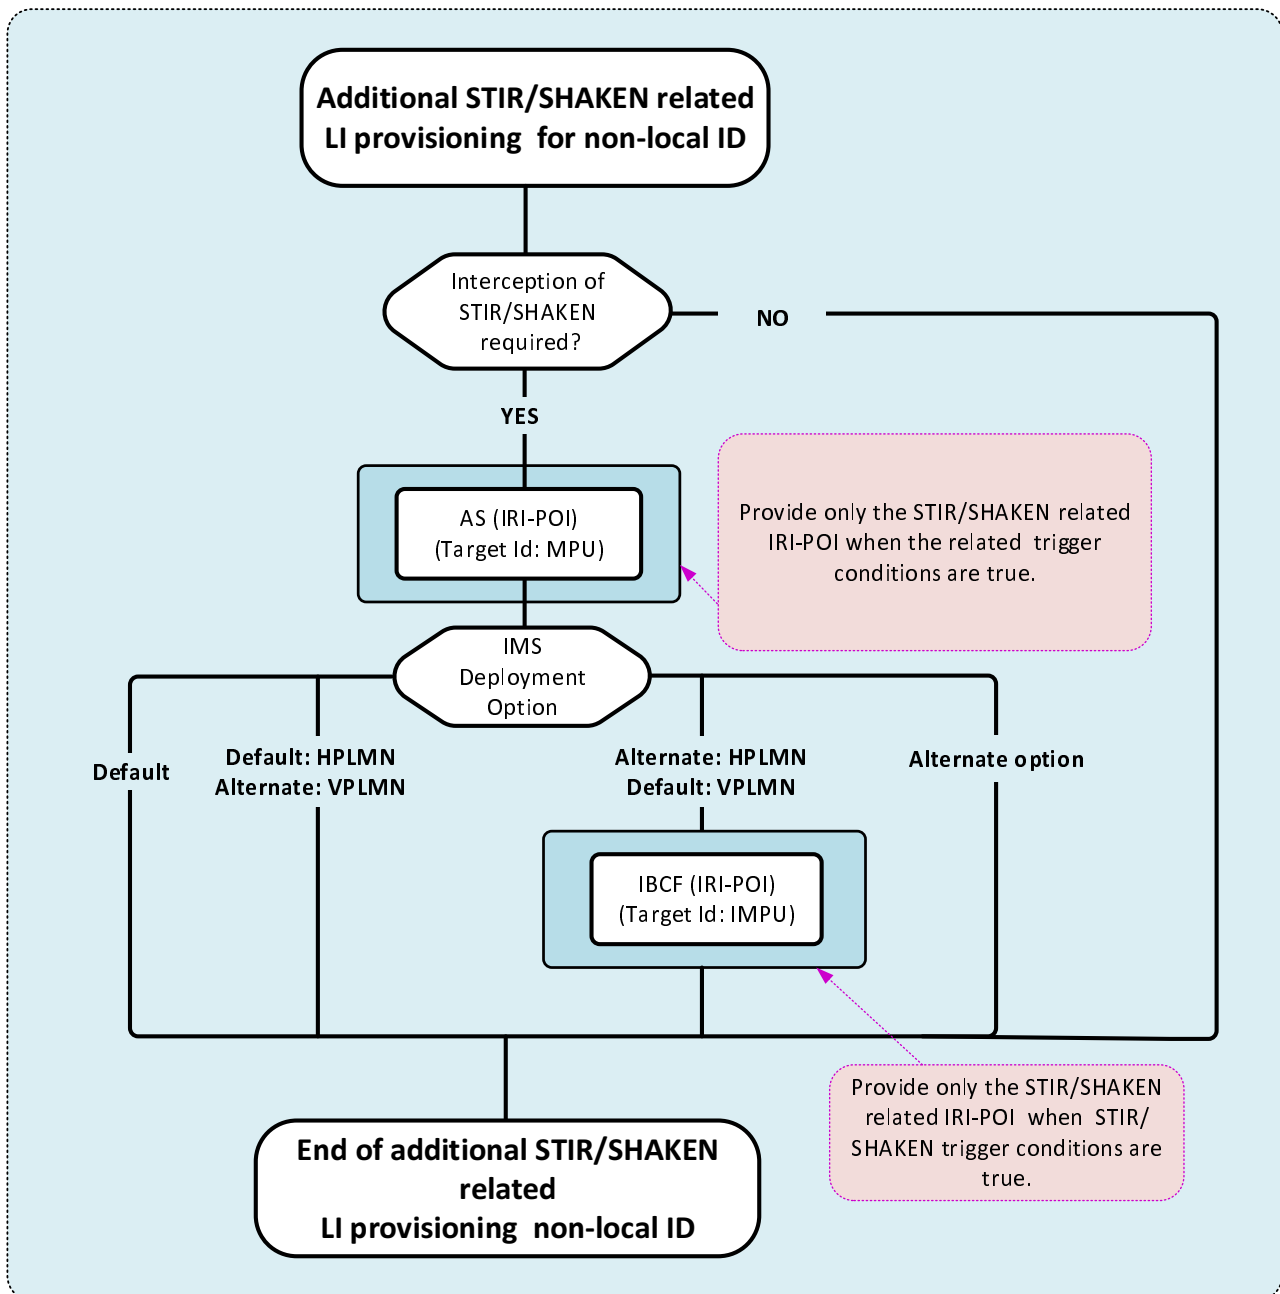 Additional STIR/SHAKEN related
LI provisioning for non-local ID
Interception of
STIR/SHAKEN
required?
NO
YES
AS (IRI-POI)
(Target Id: MPU)
Provide only the STIR/SHAKEN related
IRI-POI when the related trigger
conditions are true.
IMS
Deployment
Option
Default
Default: HPLMN
Alternate: VPLMN
Alternate: HPLMN
Default: VPLMN
Alternate option
IBCF (IRI-POI)
(Target Id: IMPU)
Provide only the STIR/SHAKEN
related IRI-POI when STIR/
SHAKEN trigger conditions are
true.
End of additional STIR/SHAKEN
related
LI provisioning non-local ID